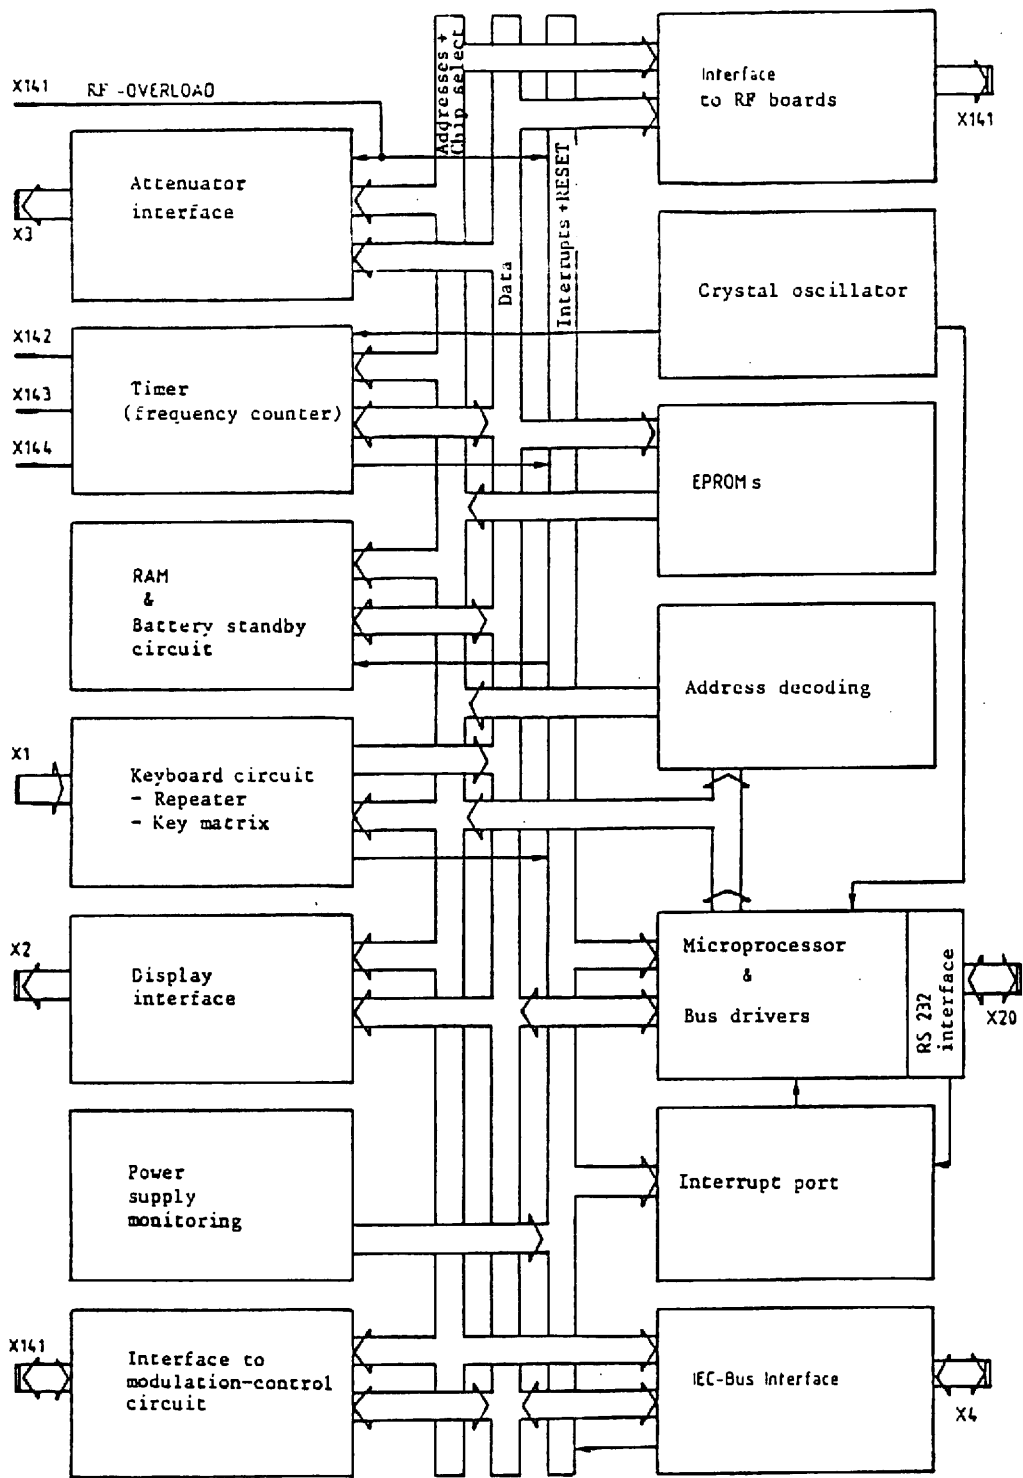 X141 RF-OVERLOAD
Addresses +
Chip select
Data
Interrupts +RESET
Interface
to RF boards
X141
Attenuator
interface
X3
Crystal oscillator
X142
X143
X144
Timer
(frequency counter)
EPROMs
RAM
&
Battery standby
circuit
Address decoding
X1
Keyboard circuit
- Repeater
- Key matrix
X2
Display
interface
Microprocessor
&
Bus drivers
RS 232
interface
X20
Power
supply
monitoring
Interrupt port
X141
Interface to
modulation-control
circuit
IEC-Bus Interface
X4